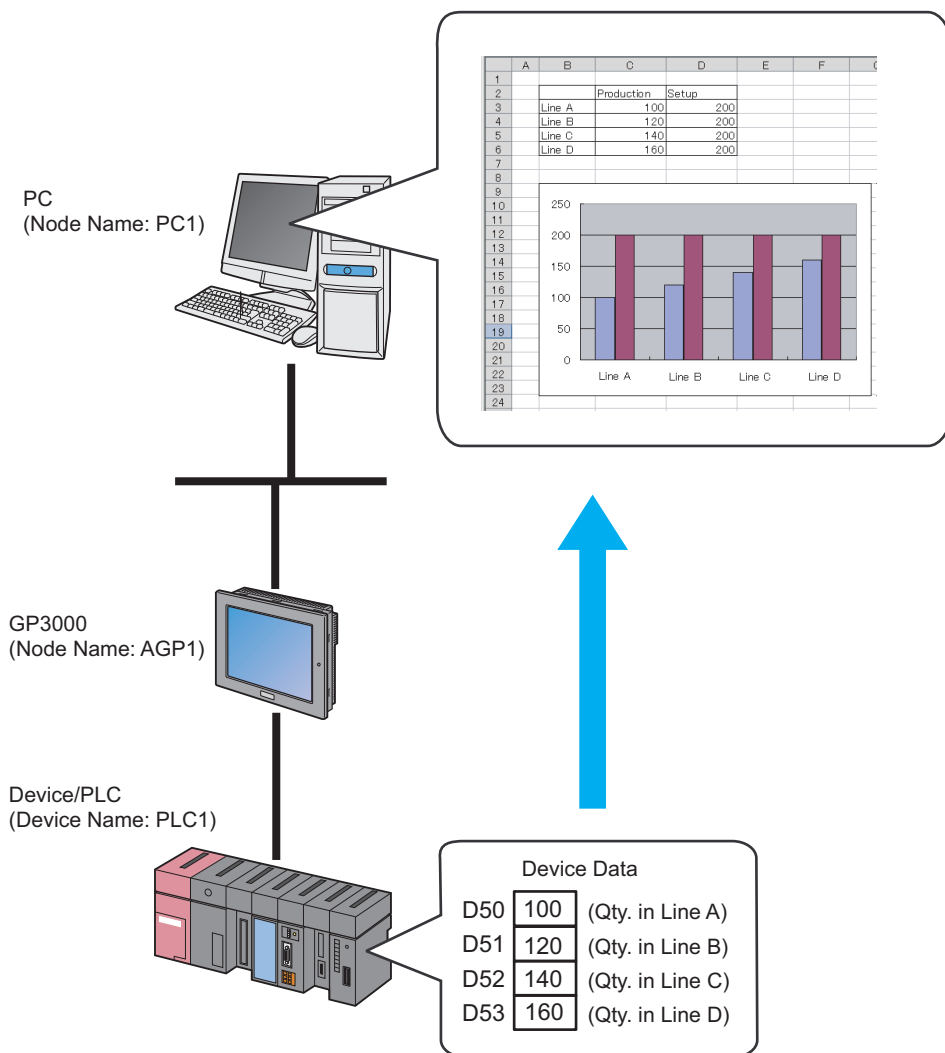 A B C D E F
1
2 Production Setup
3 Line A 100 200
4 Line B 120 200
5 Line C 140 200
6 Line D 160 200
7
8
9
10
11
12
13
14
15
16
17
18
19
20
21
22
23
24
250
200
150
100
50
0
Line A Line B Line C Line D
PC
(Node Name: PC1)
GP3000
(Node Name: AGP1)
Device/PLC
(Device Name: PLC1)
Device Data
D50 100 (Qty. in Line A)
D51 120 (Qty. in Line B)
D52 140 (Qty. in Line C)
D53 160 (Qty. in Line D)